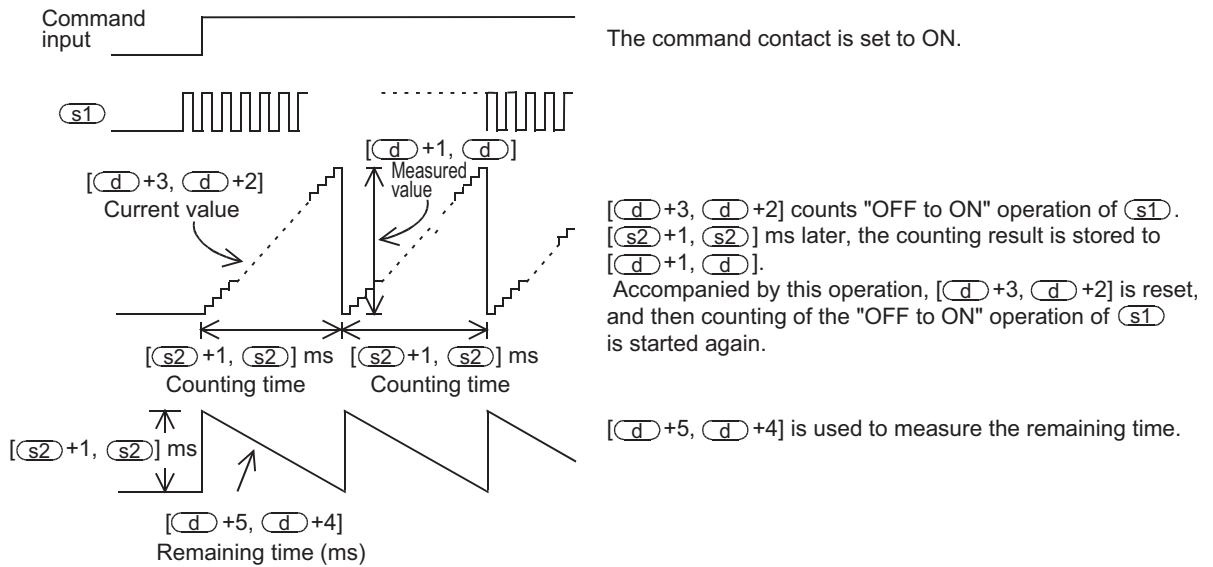 Command
input
The command contact is set to ON.
s1
[d+1, d]
Measured
value
[d+3, d+2]
Current value
[d+3, d+2] counts "OFF to ON" operation of s1.
[s2+1, s2] ms later, the counting result is stored to
[d+1, d].
Accompanied by this operation, [d+3, d+2] is reset,
and then counting of the "OFF to ON" operation of s1
is started again.
[s2+1, s2] ms [s2+1, s2] ms
Counting time Counting time
[s2+1, s2] ms
[d+5, d+4] is used to measure the remaining time.
[d+5, d+4]
Remaining time (ms)